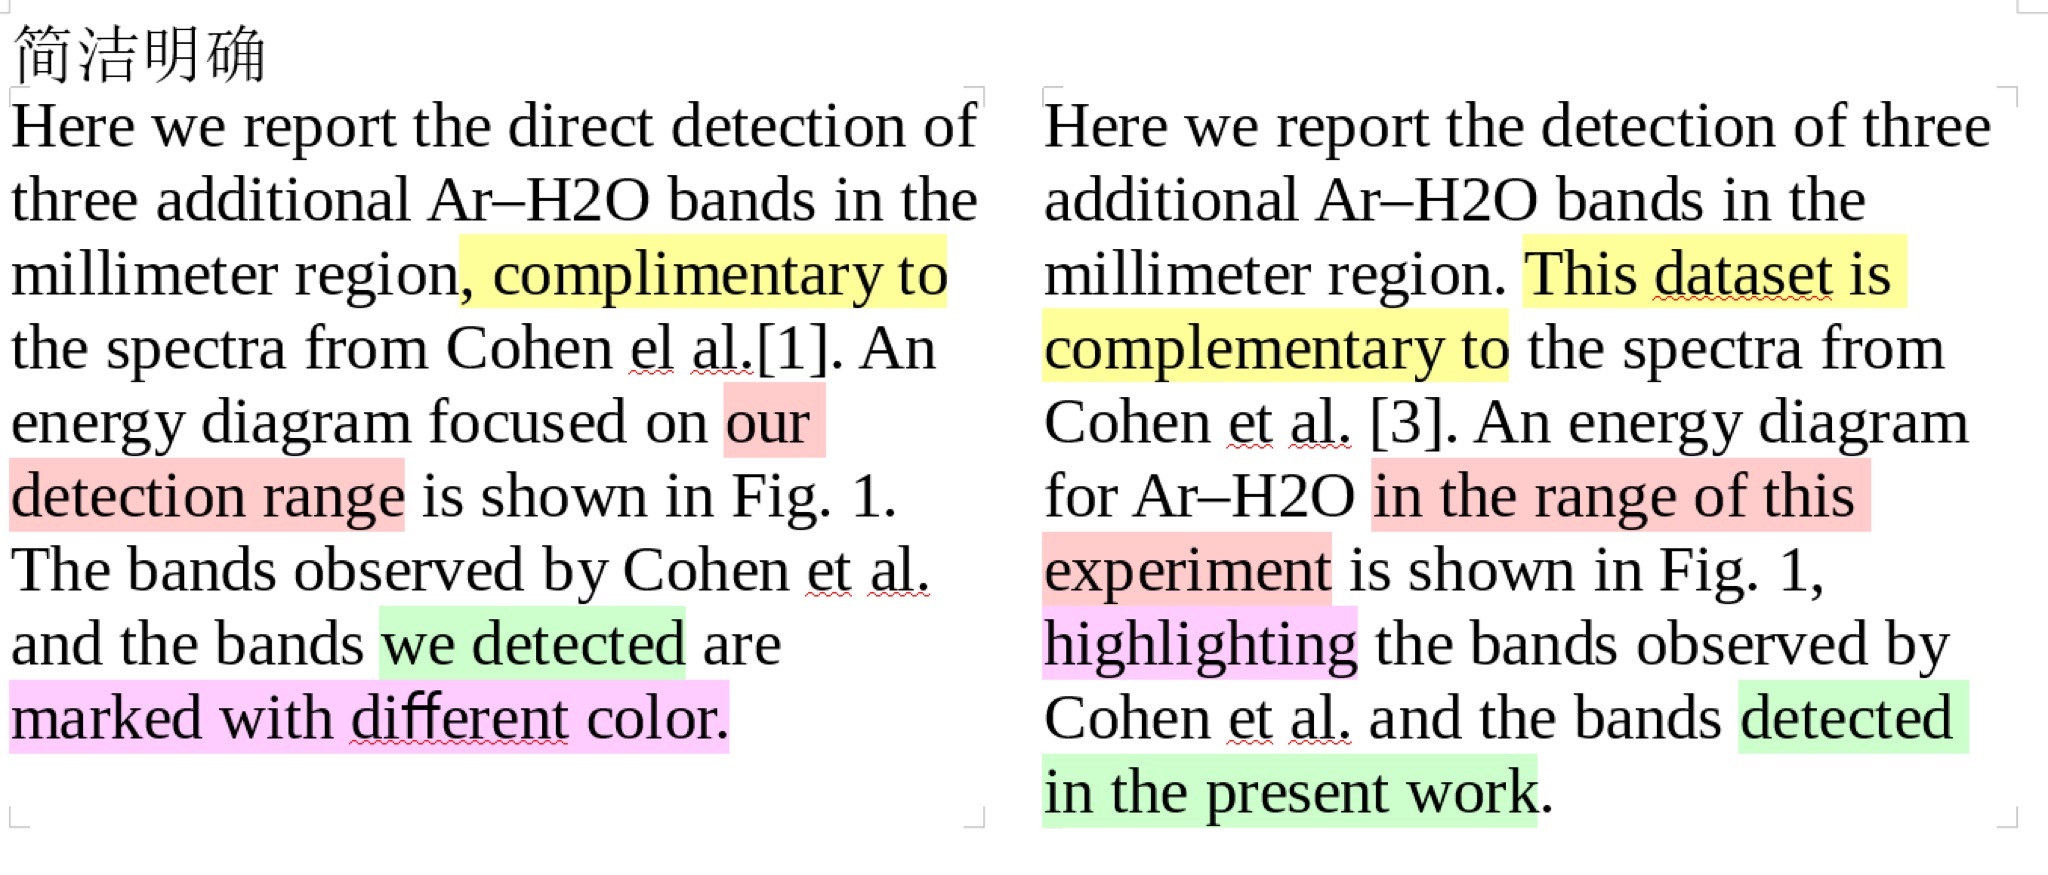 简洁明确
Here we report the direct detection of
three additional Ar–H2O bands in the
millimeter region, complimentary to
the spectra from Cohen el al.[1]. An
energy diagram focused on our
detection range is shown in Fig. 1.
The bands observed by Cohen et al.
and the bands we detected are
marked with different color.
Here we report the detection of three
additional Ar–H2O bands in the
millimeter region. This dataset is
complementary to the spectra from
Cohen et al. [3]. An energy diagram
for Ar–H2O in the range of this
experiment is shown in Fig. 1,
highlighting the bands observed by
Cohen et al. and the bands detected
in the present work.